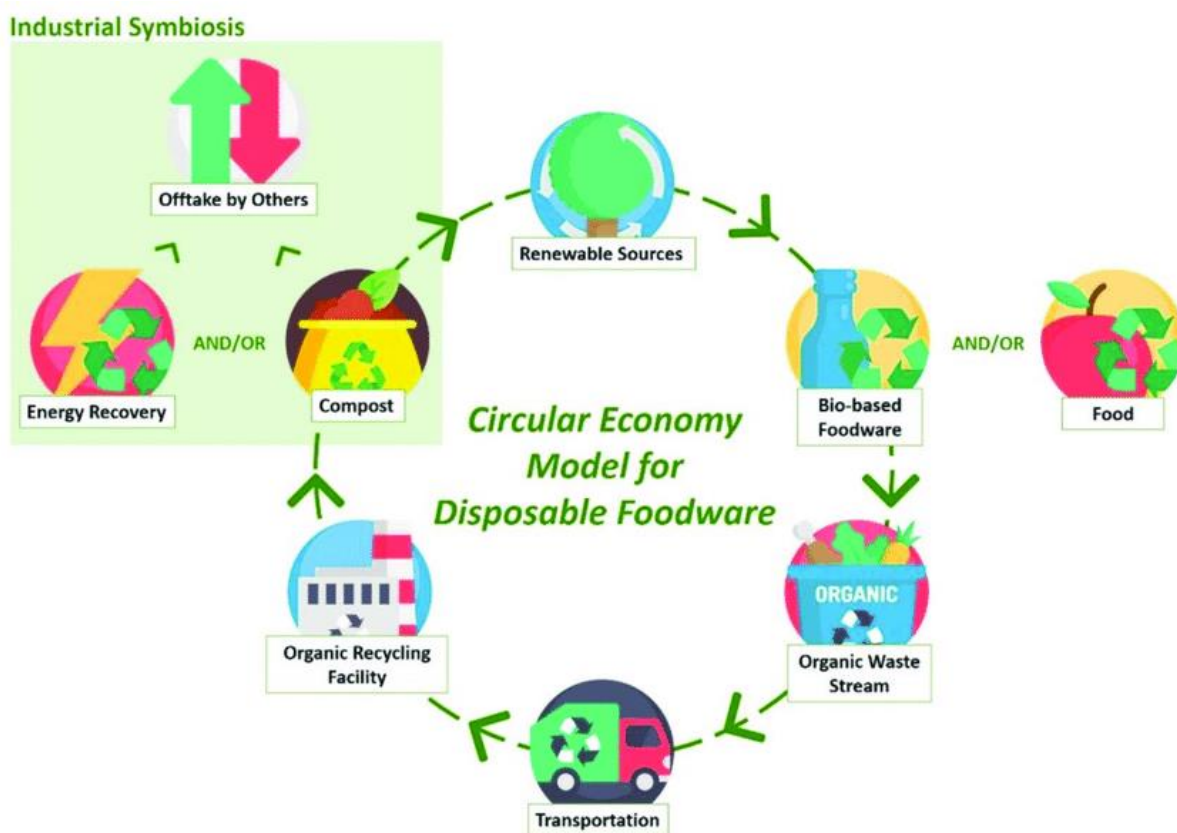 Industrial Symbiosis
Offtake by Others
Renewable Sources
Energy Recovery
AND/OR
Compost
Bio-based
Foodware
AND/OR
Food
Circular Economy
Model for
Disposable Foodware
ORGANIC
Organic Recycling
Facility
Organic Waste
Stream
Transportation